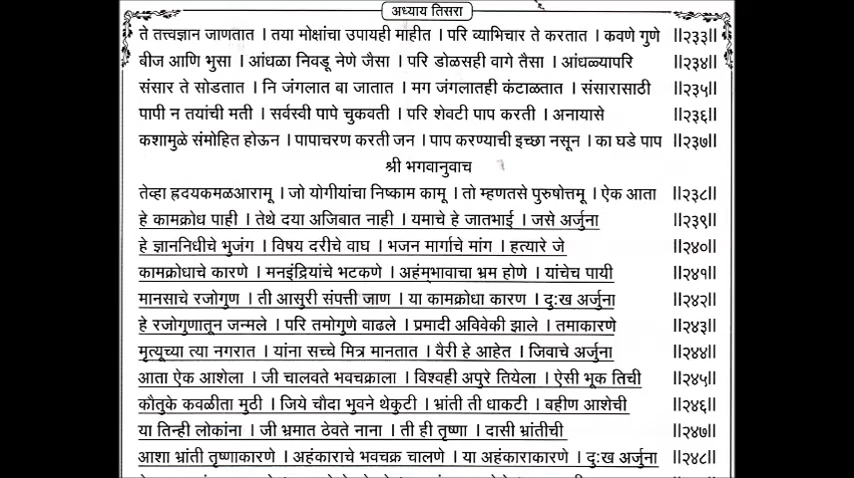 अध्याय तिसरा
ते तत्त्वज्ञान जाणतात । तया मोक्षांचा उपायही माहीत । परि व्याभिचार ते करतात । कवणे गुणे ॥२३३॥
बीज आणि भुसा । आंधळा निवडू नेणे जैसा । परि डोळसही वागे तैसा । आंधळ्यापरि ॥२३४॥
संसार ते सोडतात । नि जंगलात बा जातात । मग जंगलातही कंटाळतात । संसारासाठी ॥२३५॥
पापी न तयांची मती । सर्वस्वी पापे चुकवती । परि शेवटी पाप करती । अनायासे ॥२३६॥
कशामुळे संमोहित होऊन । पापाचरण करती जन । पाप करण्याची इच्छा नसून । का घडे पाप ॥२३७॥
श्री भगवानुवाच
तेव्हा ह्रदयकमळआरामू । जो योगीयांचा निष्काम कामू । तो म्हणतसे पुरुषोत्तमू । ऐक आता ॥२३८॥
हे कामक्रोध पाही । तेथे दया अजिबात नाही । यमाचे हे जातभाई । जसे अर्जुना ॥२३९॥
हे ज्ञाननिधीचे भुजंग । विषय दरीचे वाघ । भजन मार्गाचे मांग । हत्यारे जे ॥२४०॥
कामक्रोधाचे कारणे । मनइंद्रियांचे भटकणे । अहंम्‌भावाचा भ्रम होणे । यांचेच पायी ॥२४१॥
मानसाचे रजोगुण । ती आसुरी संपत्ती जाण । या कामक्रोधा कारण । दुःख अर्जुना ॥२४२॥
हे रजोगुणातून जन्मले । परि तमोगुणे वाढले । प्रमादी अविवेकी झाले । तमाकारणे ॥२४३॥
मृत्यूच्या त्या नगरात । यांना सच्चे मित्र मानतात । वैरी हे आहेत । जिवाचे अर्जुना ॥२४४॥
आता ऐक आशेला । जी चालवते भवचक्राला । विश्वही अपुरे तियेला । ऐसी भूक तिची ॥२४५॥
कौतुके कवळीता मुठी । जिये चौदा भुवने थेकुटी । भ्रांती ती धाकटी । बहीण आशेची ॥२४६॥
या तिन्ही लोकांना । जी भ्रमात ठेवते नाना । ती ही तृष्णा । दासी भ्रांतीची ॥२४७॥
आशा भ्रांती तृष्णाकारणे । अहंकाराचे भवचक्र चालणे । या अहंकाराकारणे । दुःख अर्जुना ॥२४८॥